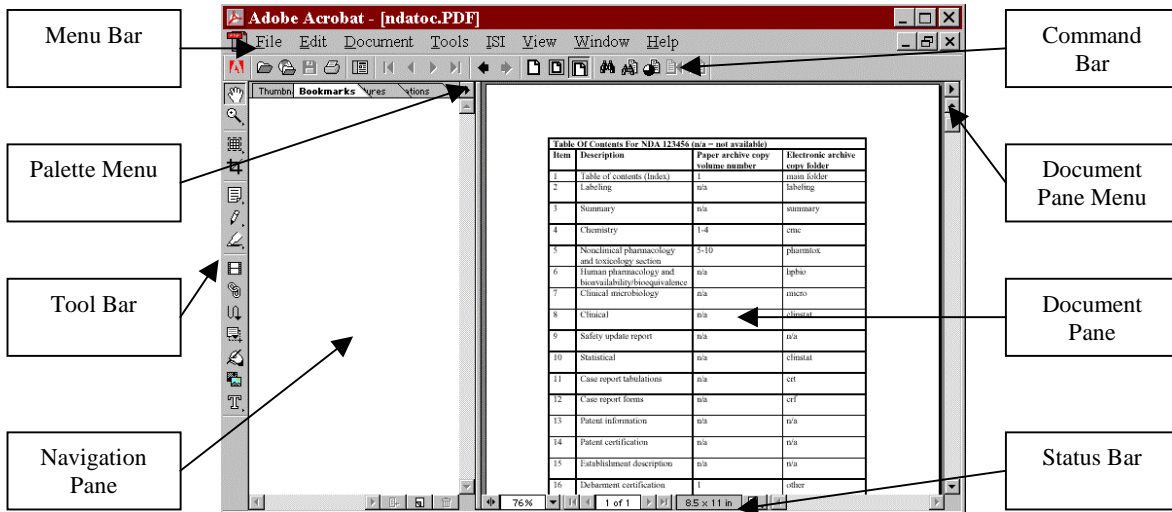 Adobe Acrobat - [ndatoc.PDF]
File Edit Document Tools ISI View Window Help
Menu Bar
Command
Bar
Thumbn Bookmarks ures ations
Palette Menu
Document
Pane Menu
Tool Bar
Document
Pane
Navigation
Pane
Status Bar
Table Of Contents For NDA 123456 (n/a = not available)
Item Description Paper archive copy volume number Electronic archive copy folder
1 Table of contents (Index) 1 main folder
2 Labeling n/a labeling
3 Summary n/a summary
4 Chemistry 1-4 cmc
5 Nonclinical pharmacology and toxicology section 5-10 pharmtox
6 Human pharmacology and bioavailability/bioequivalence n/a hpbio
7 Clinical microbiology n/a micro
8 Clinical n/a clinstat
9 Safety update report n/a n/a
10 Statistical n/a clinstat
11 Case report tabulations n/a crt
12 Case report forms n/a crf
13 Patent information n/a n/a
14 Patent certification n/a n/a
15 Establishment description n/a n/a
16 Debarment certification 1 other
76% 1 of 1 8.5 x 11 in